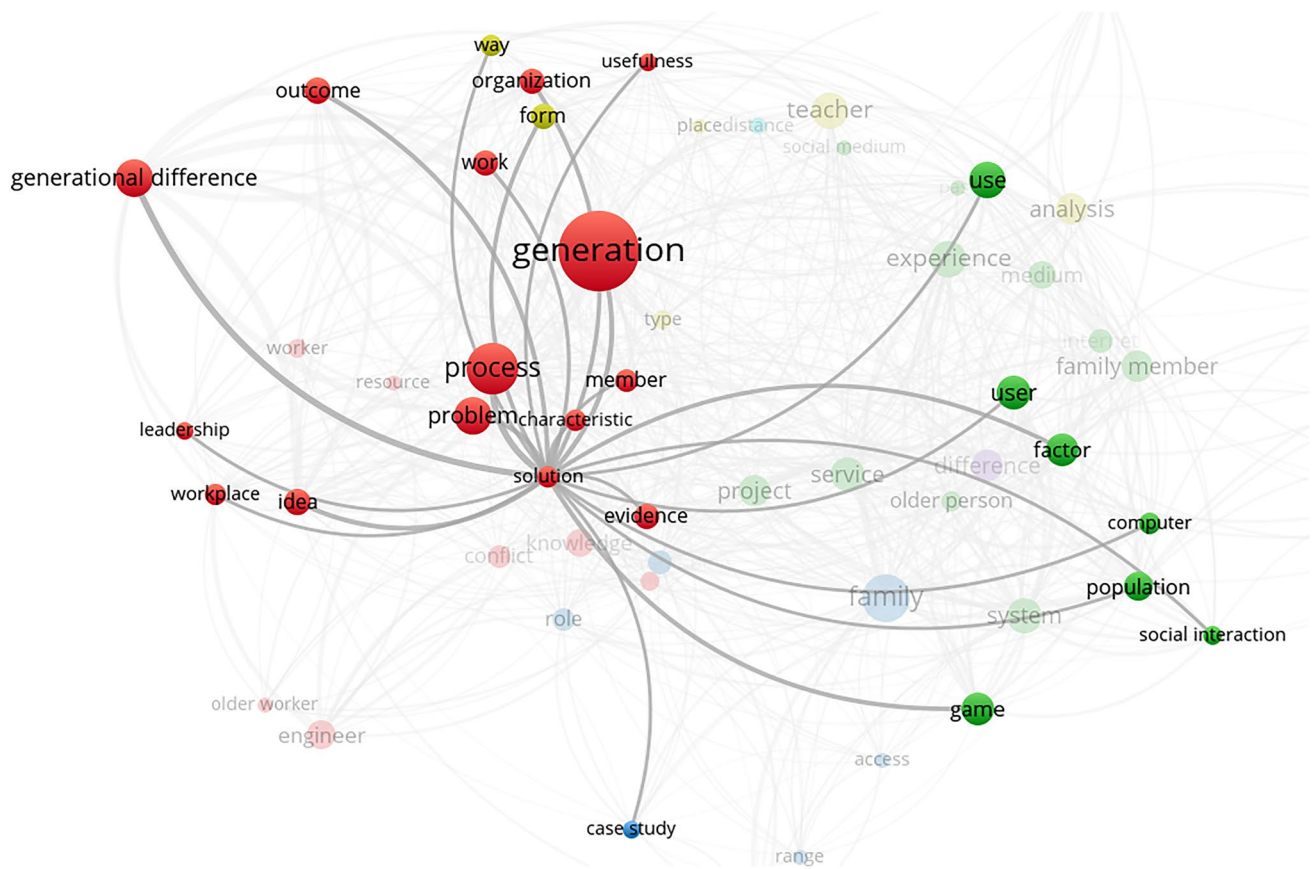 way
usefulness
organization
outcome
form
teacher
place
distance
social medium
work
generational difference
use
analysis
generation
experience
medium
type
internet
worker
family member
process
resource
member
user
problem
characteristic
leadership
factor
difference
solution
service
project
workplace
idea
older person
evidence
computer
knowledge
conflict
population
family
role
system
social interaction
older worker
game
engineer
access
case study
range